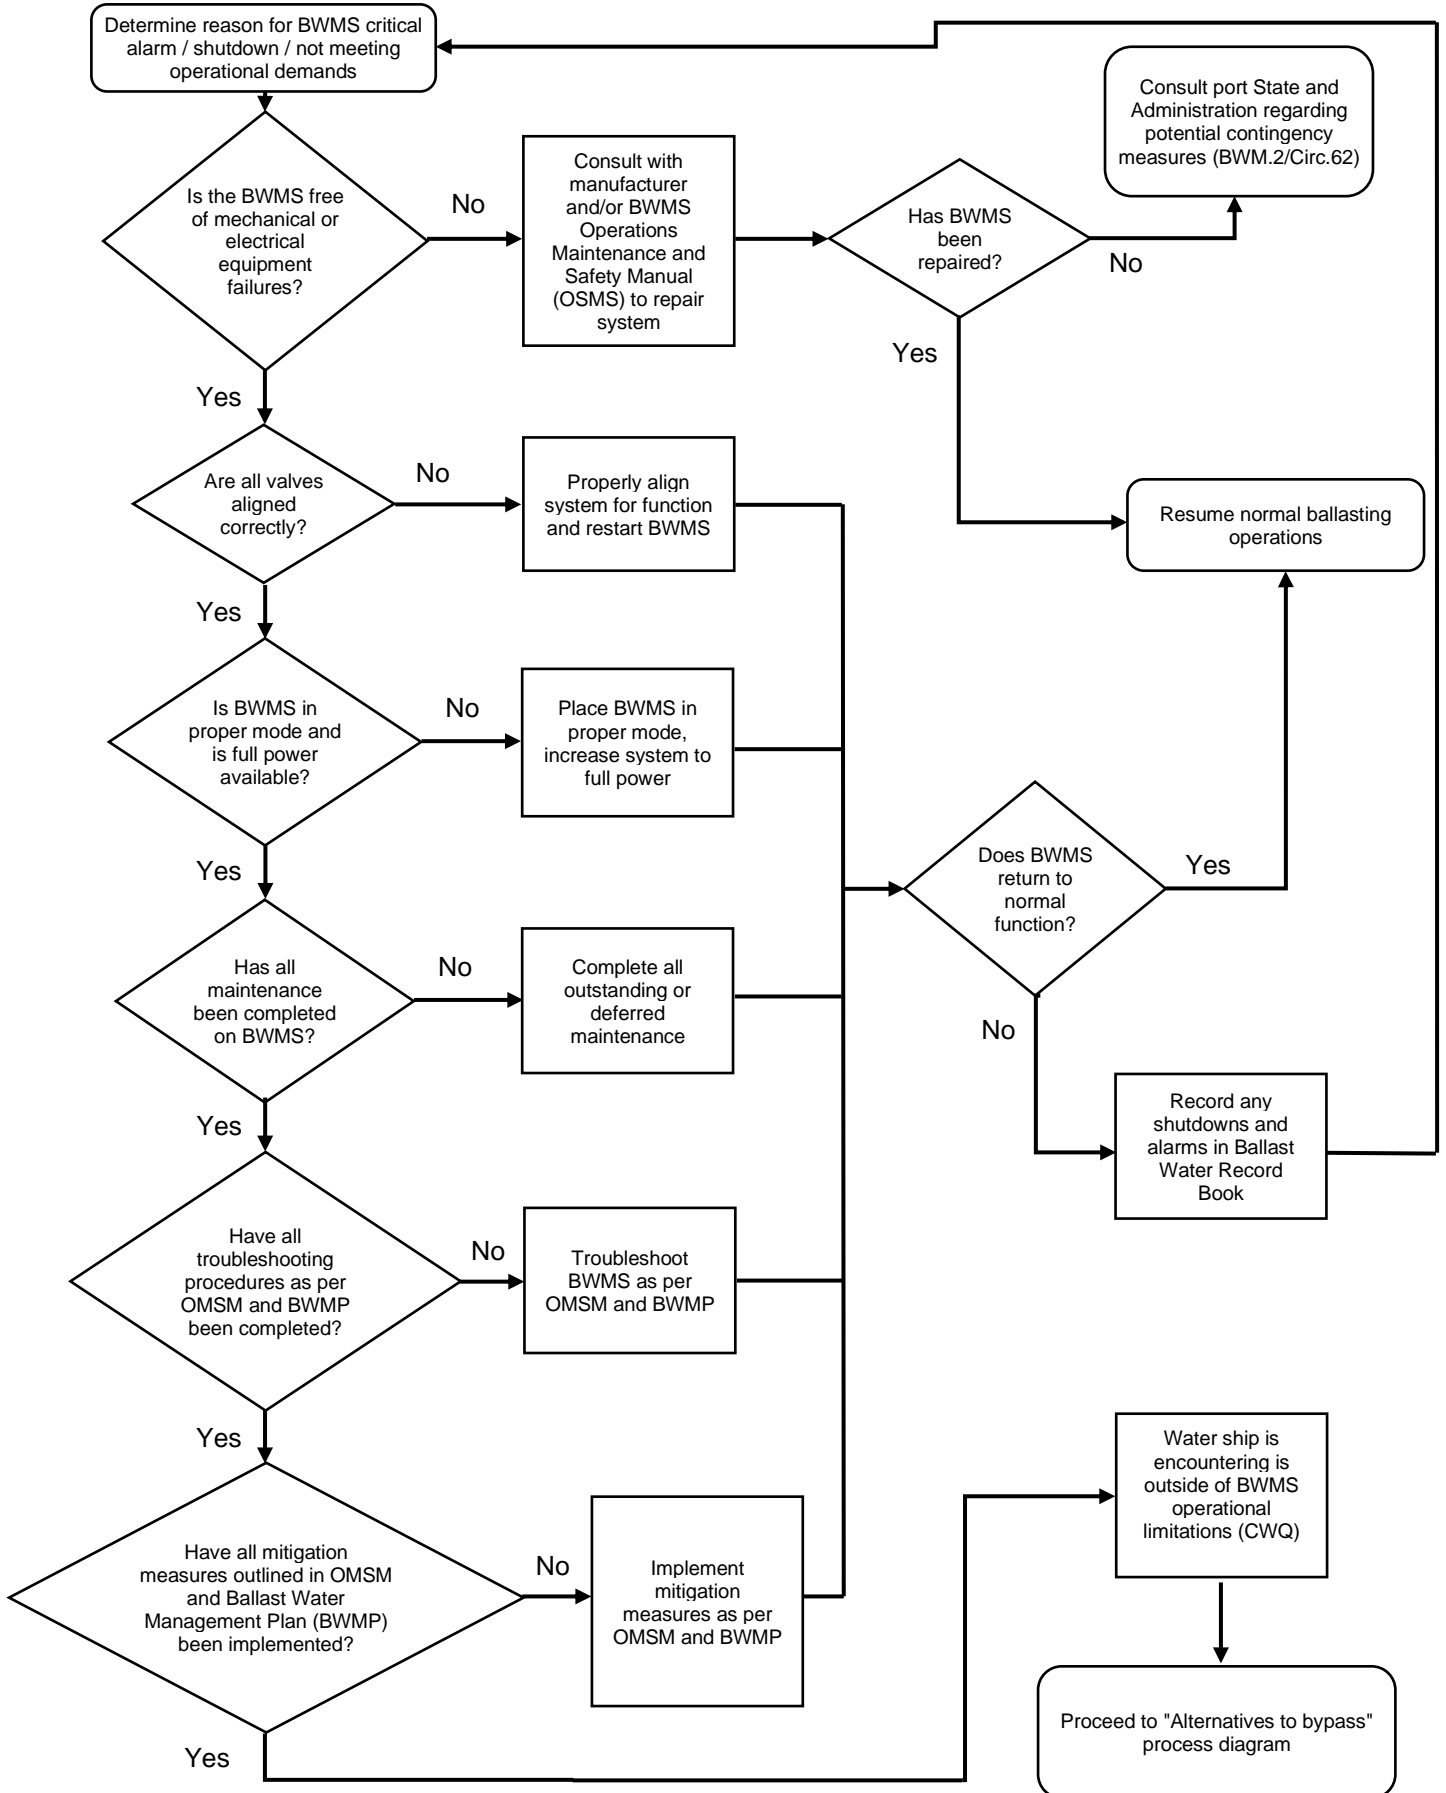 Determine reason for BWMS critical
alarm / shutdown / not meeting
operational demands
Consult port State and
Administration regarding
potential contingency
measures (BWM.2/Circ.62)
Is the BWMS free
of mechanical or
electrical
equipment
failures?
No
Consult with
manufacturer
and/or BWMS
Operations
Maintenance and
Safety Manual
(OSMS) to repair
system
Has BWMS
been
repaired?
No
Yes
Yes
Are all valves
aligned
correctly?
No
Properly align
system for function
and restart BWMS
Resume normal ballasting
operations
Yes
Is BWMS in
proper mode and
is full power
available?
No
Place BWMS in
proper mode,
increase system to
full power
Does BWMS
return to
normal
function?
Yes
Yes
Has all
maintenance
been completed
on BWMS?
No
Complete all
outstanding or
deferred
maintenance
No
Record any
shutdowns and
alarms in Ballast
Water Record
Book
Yes
Have all
troubleshooting
procedures as per
OMSM and BWMP
been completed?
No
Troubleshoot
BWMS as per
OMSM and BWMP
Yes
Have all mitigation
measures outlined in OMSM
and Ballast Water
Management Plan (BWMP)
been implemented?
No
Implement
mitigation
measures as per
OMSM and BWMP
Water ship is
encountering is
outside of BWMS
operational
limitations (CWQ)
Yes
Proceed to "Alternatives to bypass"
process diagram